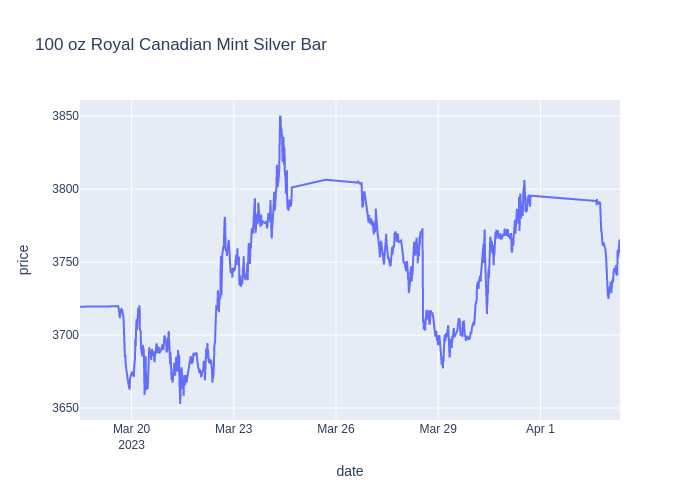 100 oz Royal Canadian Mint Silver Bar
3850
3800
3750
3700
3650
price
Mar 20
2023
Mar 23
Mar 26
Mar 29
Apr 1
date